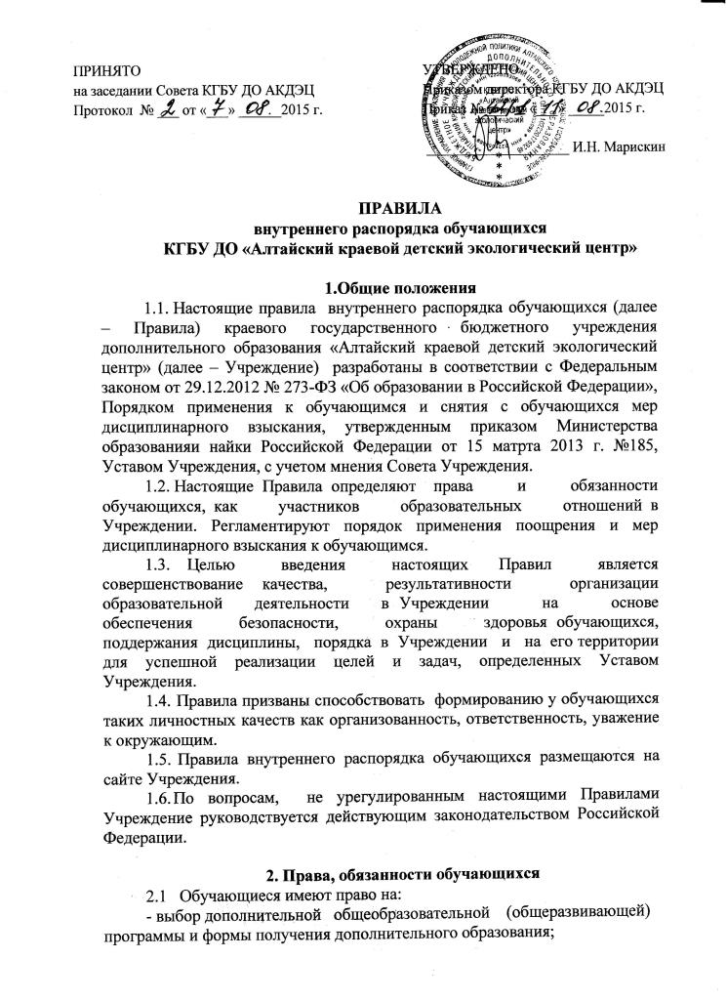 ПРИНЯТО
на заседании Совета КГБУ ДО АКДЭЦ
Протокол № 2 от «7» 08. 2015 г.
УТВЕРЖДЕНО
Приказом директора КГБУ ДО АКДЭЦ
Приказ № от « 11 » 08.2015 г.
И.Н. Марискин
ПРАВИЛА
внутреннего распорядка обучающихся
КГБУ ДО «Алтайский краевой детский экологический центр»
1.Общие положения
1.1. Настоящие правила внутреннего распорядка обучающихся (далее
– Правила) краевого государственного бюджетного учреждения
дополнительного образования «Алтайский краевой детский экологический
центр» (далее – Учреждение) разработаны в соответствии с Федеральным
законом от 29.12.2012 № 273-ФЗ «Об образовании в Российской Федерации»,
Порядком применения к обучающимся и снятия с обучающихся мер
дисциплинарного взыскания, утвержденным приказом Министерства
образованияи найки Российской Федерации от 15 матрта 2013 г. №185,
Уставом Учреждения, с учетом мнения Совета Учреждения.
1.2. Настоящие Правила определяют права и обязанности
обучающихся, как участников образовательных отношений в
Учреждении. Регламентируют порядок применения поощрения и мер
дисциплинарного взыскания к обучающимся.
1.3. Целью введения настоящих Правил является
совершенствование качества, результативности организации
образовательной деятельности в Учреждении на основе
обеспечения безопасности, охраны здоровья обучающихся,
поддержания дисциплины, порядка в Учреждении и на его территории
для успешной реализации целей и задач, определенных Уставом
Учреждения.
1.4. Правила призваны способствовать формированию у обучающихся
таких личностных качеств как организованность, ответственность, уважение
к окружающим.
1.5. Правила внутреннего распорядка обучающихся размещаются на
сайте Учреждения.
1.6.По вопросам, не урегулированным настоящими Правилами
Учреждение руководствуется действующим законодательством Российской
Федерации.
2. Права, обязанности обучающихся
2.1 Обучающиеся имеют право на:
- выбор дополнительной общеобразовательной (общеразвивающей)
программы и формы получения дополнительного образования;